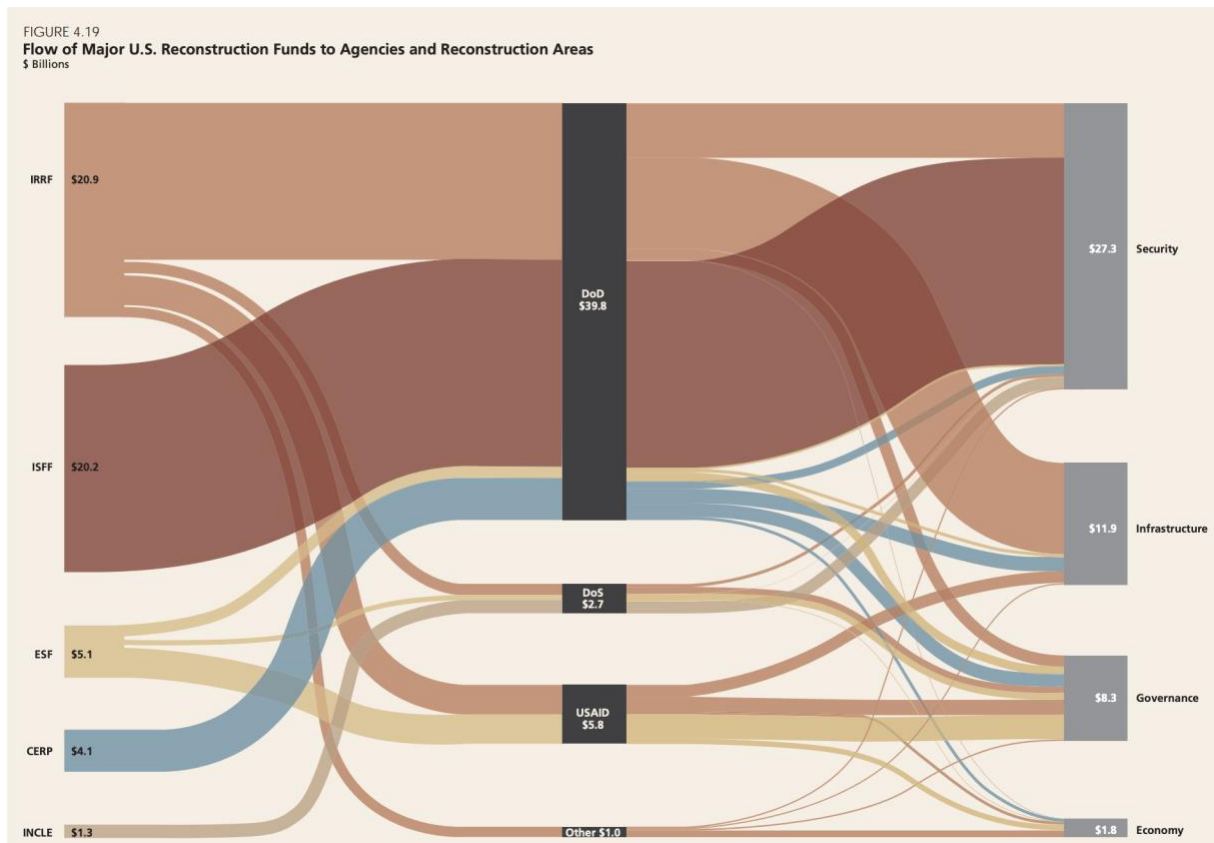 FIGURE 4.19
Flow of Major U.S. Reconstruction Funds to Agencies and Reconstruction Areas
$ Billions
IRRF $20.9
ISFF $20.2
ESF $5.1
CERP $4.1
INCLE $1.3
DoD
$39.8
DoS
$2.7
USAID
$5.8
Other $1.0
$27.3 Security
$11.9 Infrastructure
$8.3 Governance
$1.8 Economy